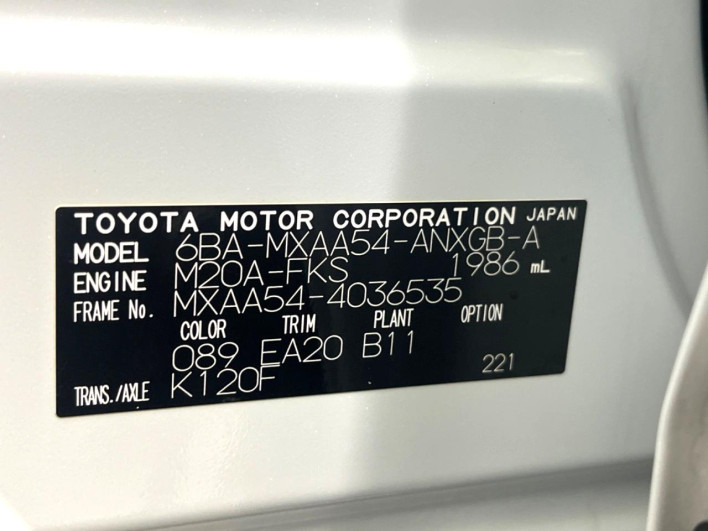 TOYOTA MOTOR CORPORATION JAPAN
MODEL 6BA-MXAA54-ANXGB-A
ENGINE M20A-FKS 1986 mL
FRAME No. MXAA54-4036535
COLOR TRIM PLANT OPTION
089 EA20 B11
TRANS./AXLE K120F 221